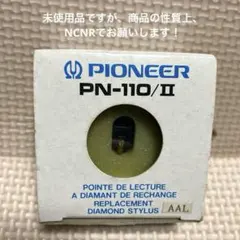 未使用品ですが、商品の性質上、
NCNRでお願いします！
PIONEER
PN-110/II
POINTE DE LECTURE
A DIAMANT DE RECHANGE
REPLACEMENT
DIAMOND STYLUS
AAL